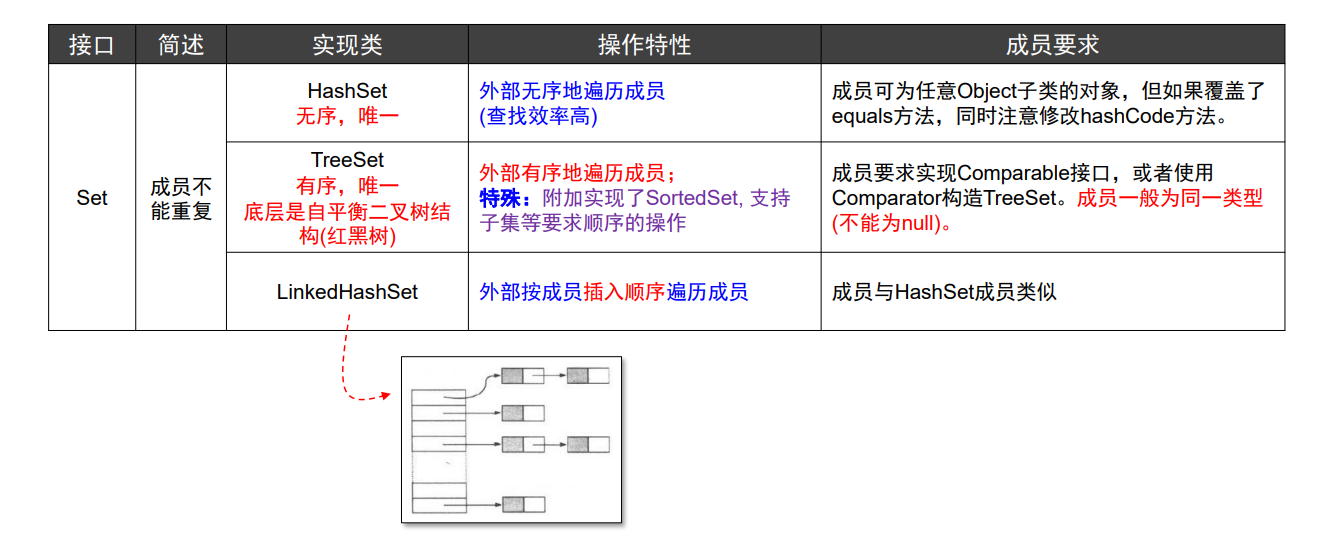 接口
简述
实现类
操作特性
成员要求
Set
成员不
能重复
HashSet
无序，唯一
外部无序地遍历成员
(查找效率高)
成员可为任意Object子类的对象，但如果覆盖了
equals方法，同时注意修改hashCode方法。
TreeSet
有序，唯一
底层是自平衡二叉树结
构(红黑树)
外部有序地遍历成员；
特殊：附加实现了SortedSet, 支持
子集等要求顺序的操作
成员要求实现Comparable接口，或者使用
Comparator构造TreeSet。成员一般为同一类型
(不能为null)。
LinkedHashSet
外部按成员插入顺序遍历成员
成员与HashSet成员类似